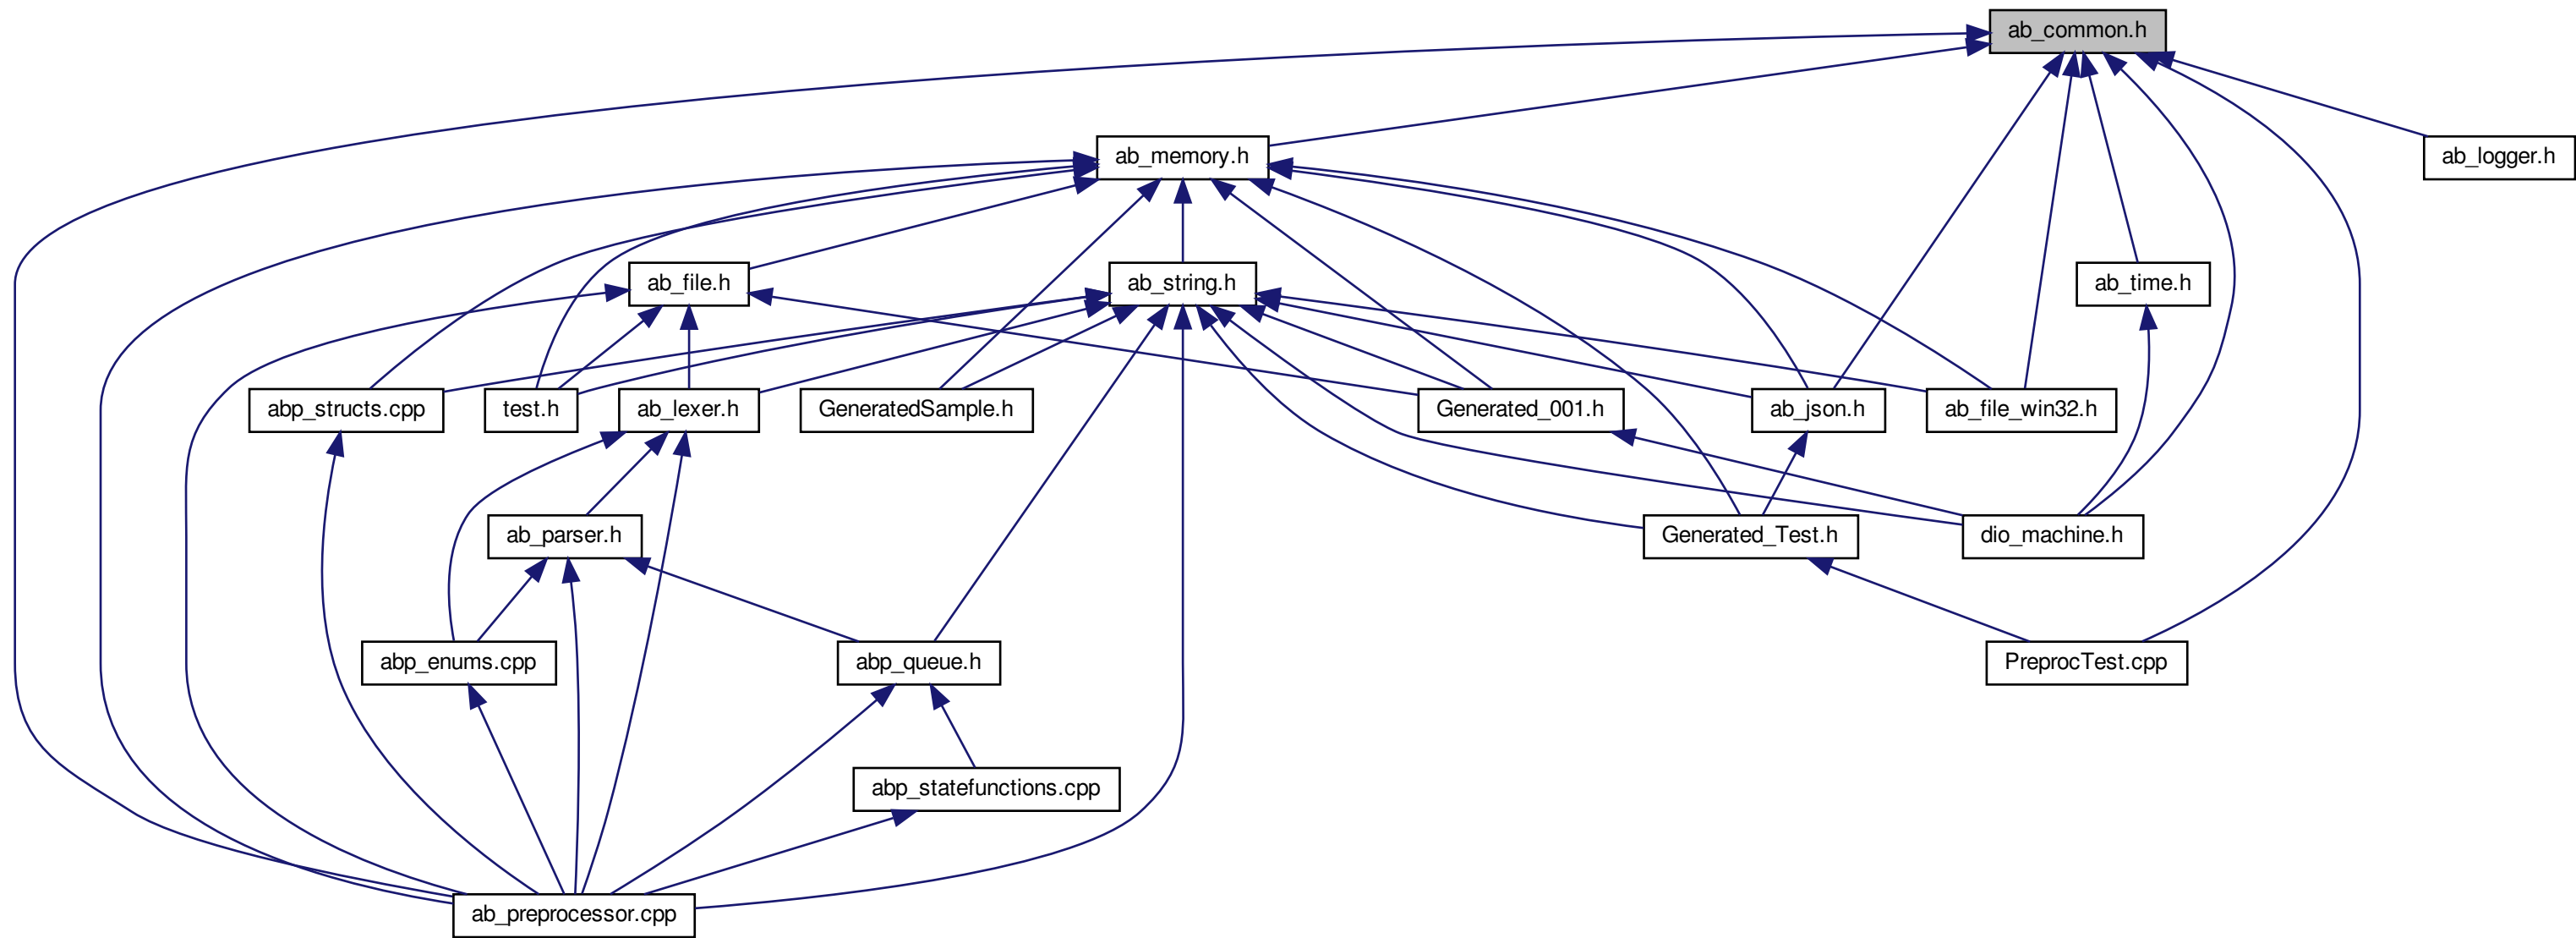 ab_common.h
ab_memory.h
ab_logger.h
ab_file.h
ab_string.h
ab_time.h
abp_structs.cpp
test.h
ab_lexer.h
GeneratedSample.h
Generated_001.h
ab_json.h
ab_file_win32.h
ab_parser.h
Generated_Test.h
dio_machine.h
abp_enums.cpp
abp_queue.h
PreprocTest.cpp
abp_statefunctions.cpp
ab_preprocessor.cpp